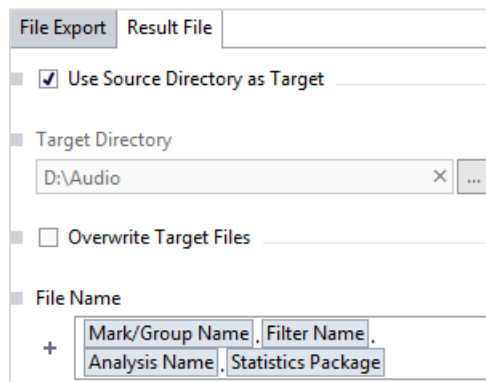 File Export Result File
Use Source Directory as Target
Target Directory
D:\Audio ...
Overwrite Target Files
File Name
Mark/Group Name , Filter Name ,
Analysis Name , Statistics Package